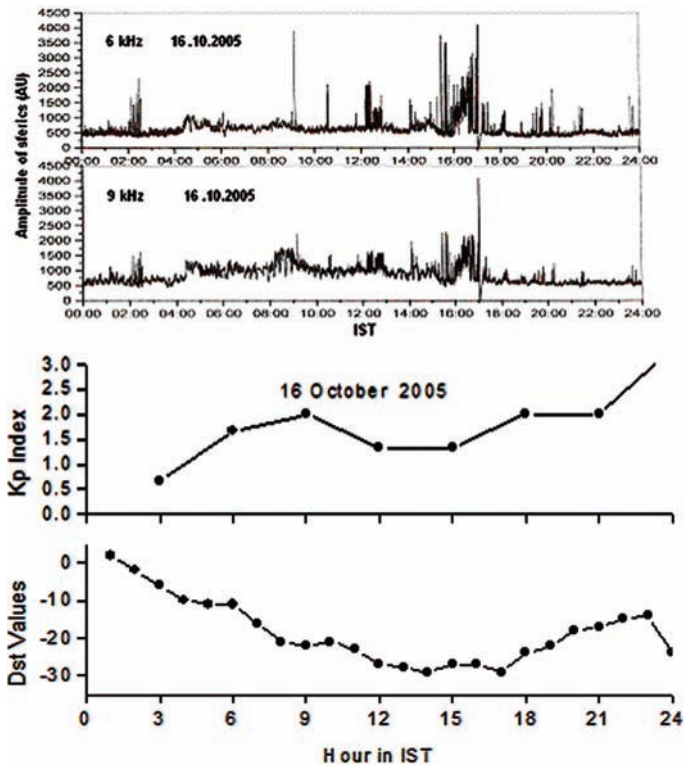 6 kHz 16.10.2005
4500
4000
3500
3000
2500
2000
1500
1000
500
0
00:00 02:00 04:00 06:00 08:00 10:00 12:00 14:00 16:00 18:00 20:00 22:00 24:00
Amplitude of sferics (AU)
9 kHz 16 .10.2005
4500
4000
3500
3000
2500
2000
1500
1000
500
0
00:00 02:00 04:00 06:00 08:00 10:00 12:00 14:00 16:00 18:00 20:00 22:00 24:00
IST
16 October 2005
Kp Index
3.0
2.5
2.0
1.5
1.0
0.5
0.0
Dst Values
0
-10
-20
-30
0 3 6 9 12 15 18 21 24
Hour in IST